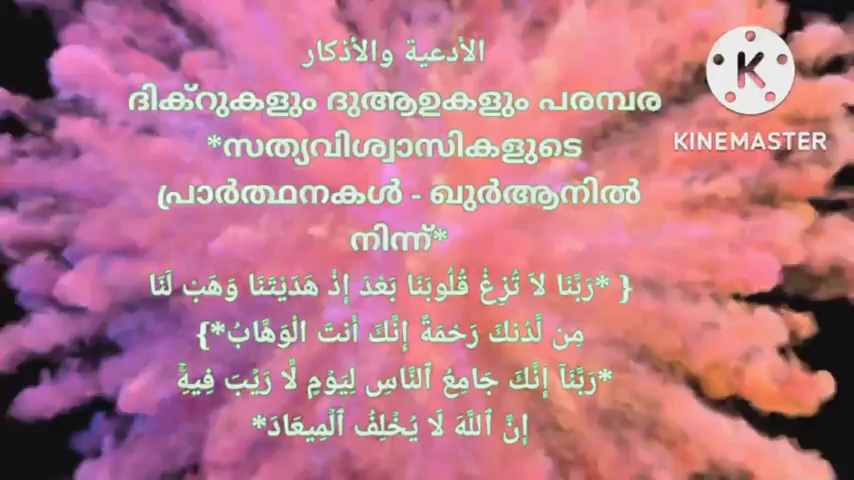 الأدعية والأذكار
ദിക്റുകളും ദുആഉകളും പരമ്പര
*സത്യവിശ്വാസികളുടെ
പ്രാർത്ഥനകൾ - ഖുർആനിൽ
നിന്ന്*
{ *رَبَّنَا لاَ تُزِغْ قُلُوبَنَا بَعْدَ إِذْ هَدَيْتَنَا وَهَبْ لَنَا
مِن لَّدُنكَ رَحْمَةً إِنَّكَ أَنتَ الْوَهَّابُ*}
*رَبَّنَآ إِنَّكَ جَامِعُ ٱلنَّاسِ لِيَوْمٍ لَّا رَيْبَ فِيهِۚ
إِنَّ ٱللَّهَ لَا يُخْلِفُ ٱلْمِيعَادَ*
K
KINEMASTER